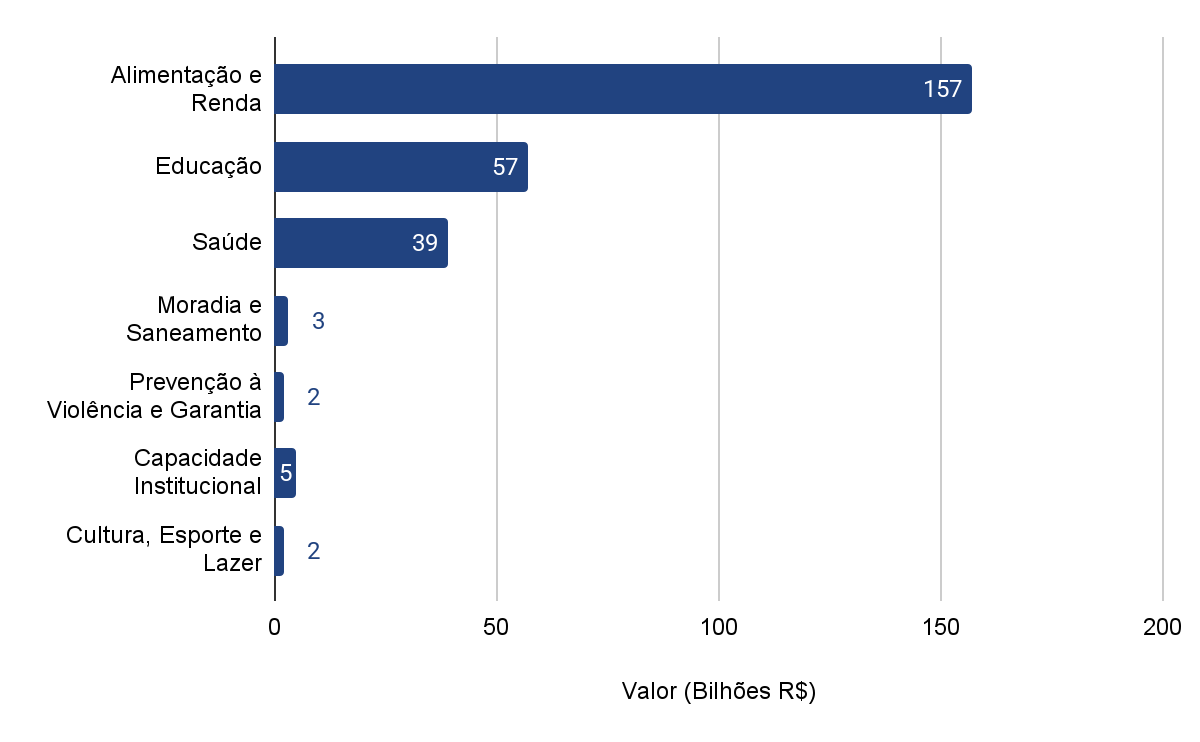 Alimentação e
Renda
157
Educação
57
Saúde
39
Moradia e
Saneamento
3
Prevenção à
Violência e Garantia
2
Capacidade
Institucional
5
Cultura, Esporte e
Lazer
2
0 50 100 150 200
Valor (Bilhões R$)